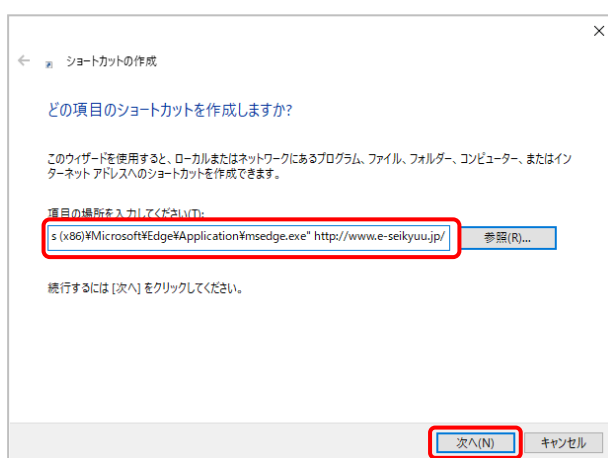 ショートカットの作成
どの項目のショートカットを作成しますか?
このウィザードを使用すると、ローカルまたはネットワークにあるプログラム、ファイル、フォルダー、コンピューター、またはイン
ターネット アドレスへのショートカットを作成できます。
項目の場所を入力してください(T):
s (x86)¥Microsoft¥Edge¥Application¥msedge.exe" http://www.e-seikyuu.jp/
参照(R)...
続行するには [次へ] をクリックしてください。
次へ(N)
キャンセル